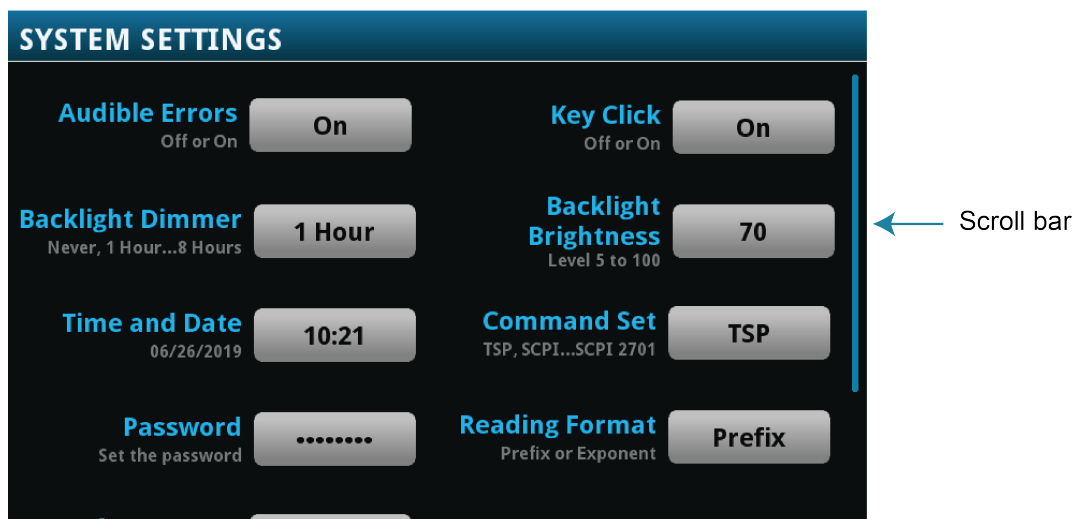 SYSTEM SETTINGS
Audible Errors
Off or On
On
Key Click
Off or On
On
Backlight Dimmer
Never, 1 Hour...8 Hours
1 Hour
Backlight
Brightness
Level 5 to 100
70
Scroll bar
Time and Date
06/26/2019
10:21
Command Set
TSP, SCPI...SCPI 2701
TSP
Password
Set the password
••••••••
Reading Format
Prefix or Exponent
Prefix